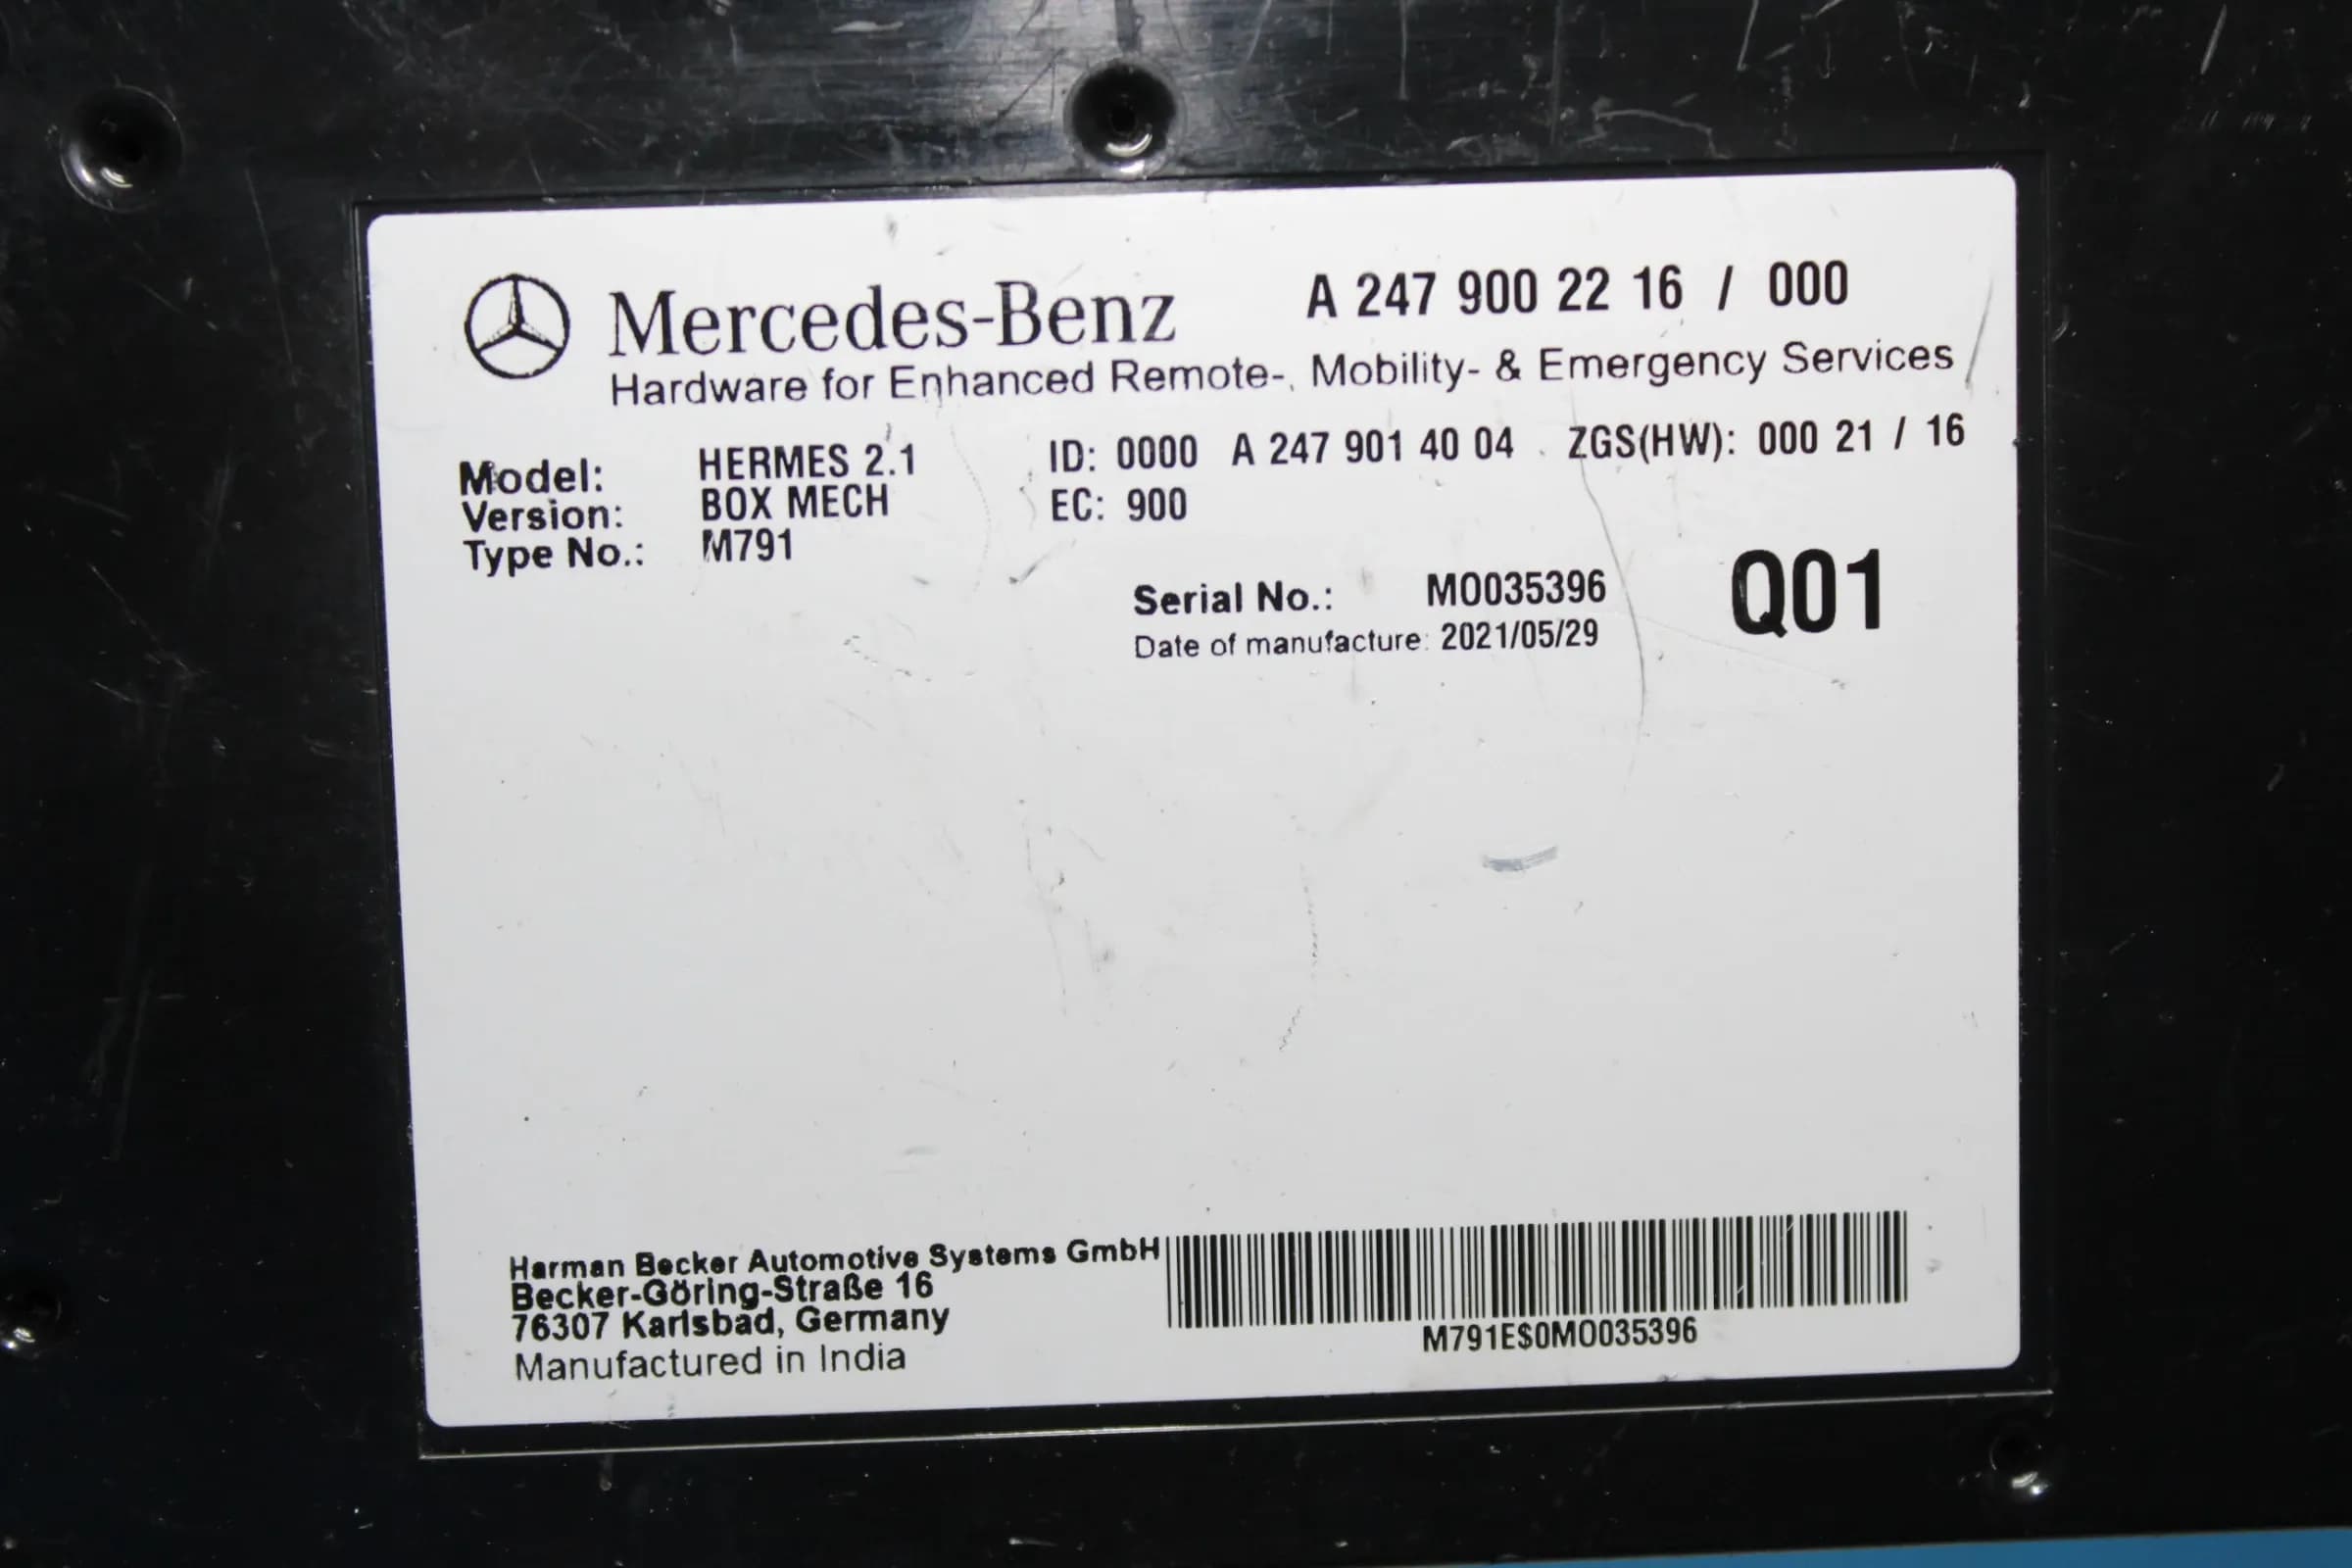 Mercedes-Benz A 247 900 22 16 / 000
Hardware for Enhanced Remote-, Mobility- & Emergency Services
Model: HERMES 2.1 ID: 0000 A 247 901 40 04 ZGS(HW): 000 21 / 16
Version: BOX MECH EC: 900
Type No.: M791
Serial No.: M0035396 Q01
Date of manufacture: 2021/05/29
Harman Becker Automotive Systems GmbH
Becker-Göring-Straße 16
76307 Karlsbad, Germany
Manufactured in India
M791E$0M0035396